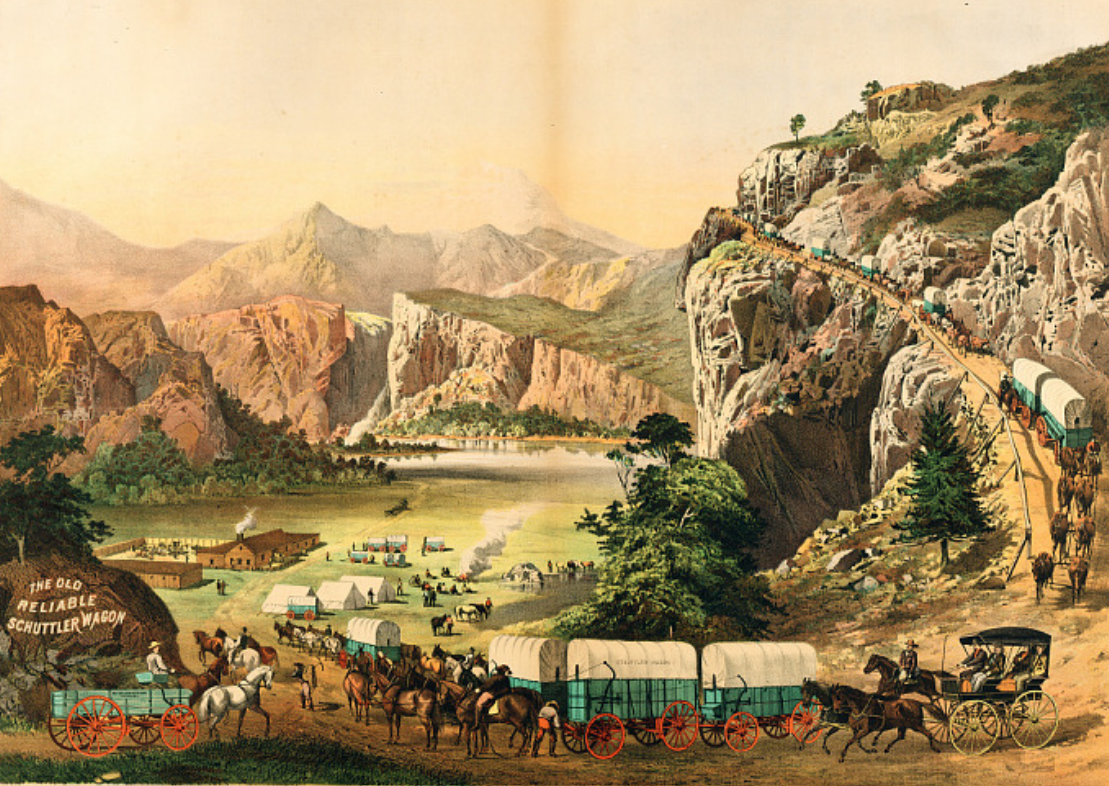 THE OLD
RELIABLE
SCHUTTLER WAGON